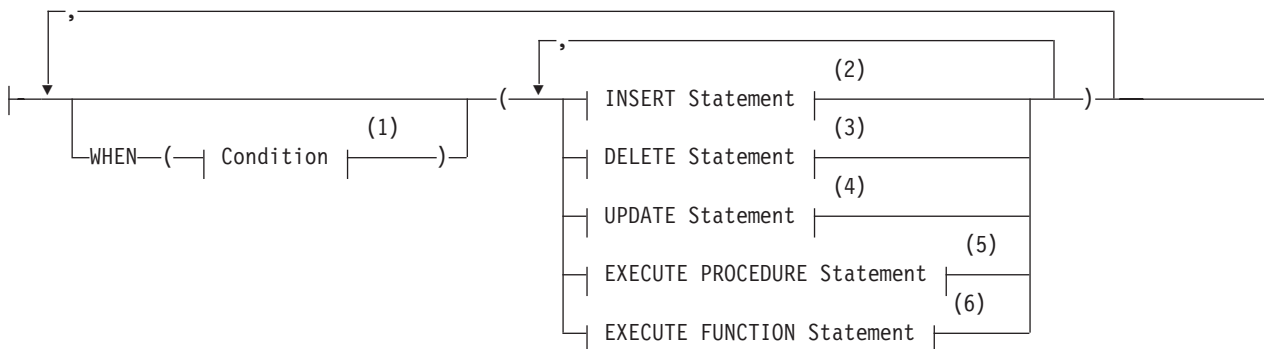 ,
,
(2)
( INSERT Statement )
(1) (3)
WHEN ( Condition ) DELETE Statement
(4)
UPDATE Statement
(5)
EXECUTE PROCEDURE Statement
(6)
EXECUTE FUNCTION Statement